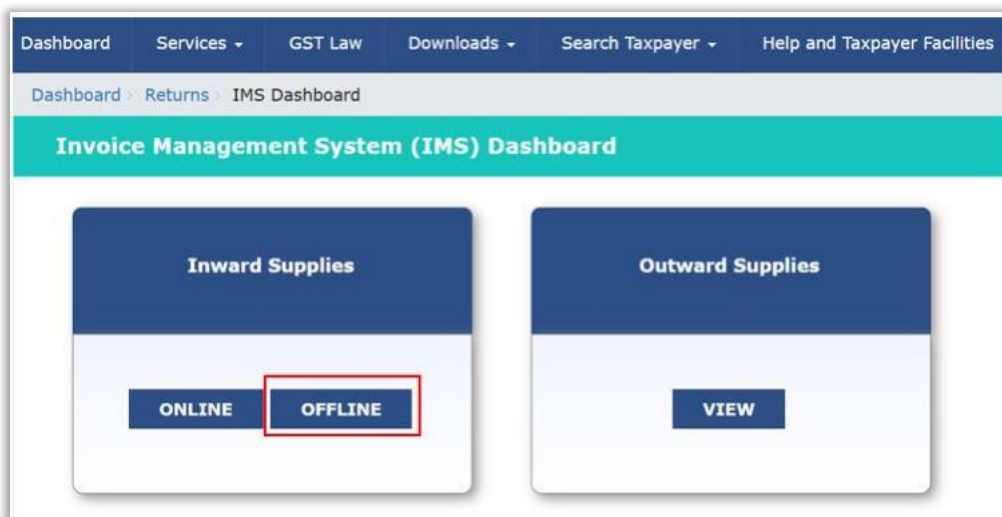 Dashboard Services GST Law Downloads Search Taxpayer Help and Taxpayer Facilities
Dashboard Returns IMS Dashboard
Invoice Management System (IMS) Dashboard
Inward Supplies Outward Supplies
ONLINE OFFLINE VIEW